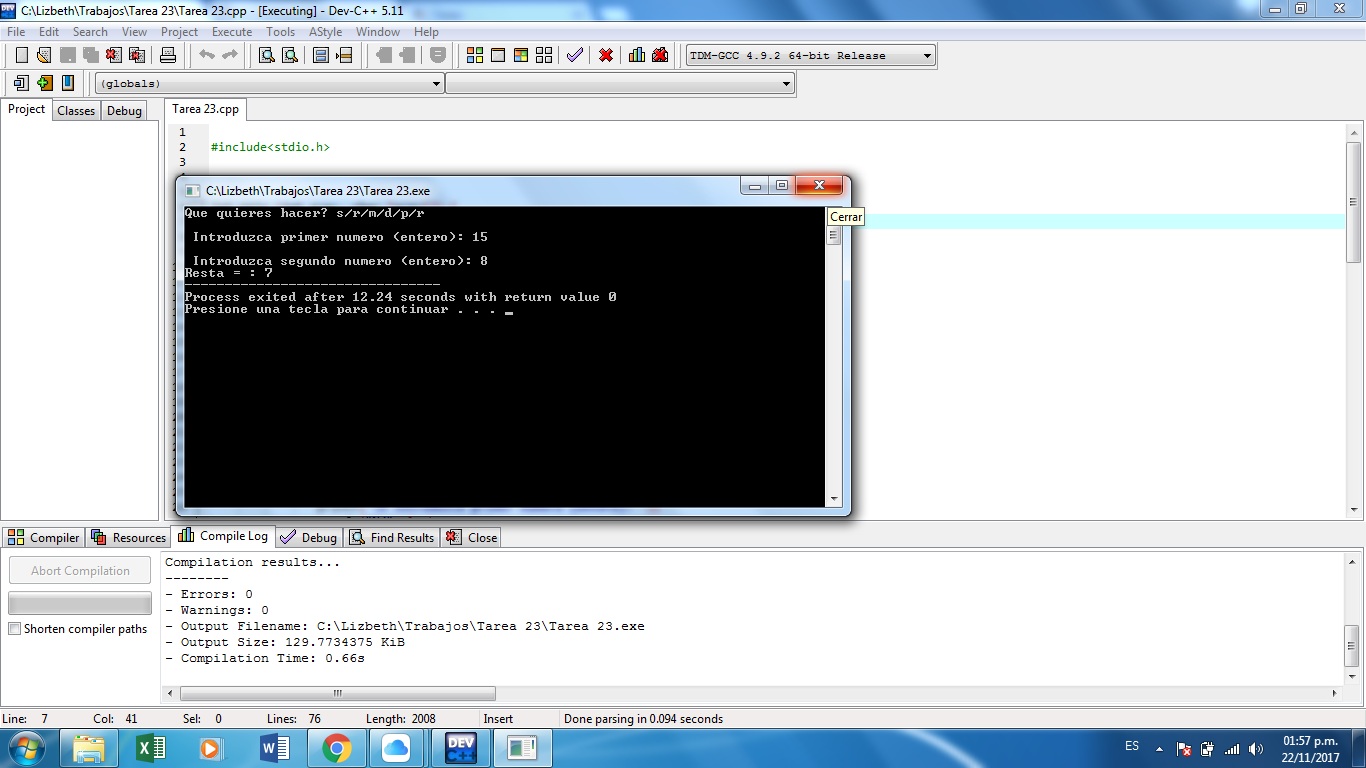 C:\Lizbeth\Trabajos\Tarea 23\Tarea 23.cpp - [Executing] - Dev-C++ 5.11
File Edit Search View Project Execute Tools AStyle Window Help
TDM-GCC 4.9.2 64-bit Release
(globals)
Project Classes Debug
Tarea 23.cpp
1
2 #include<stdio.h>
3
C:\Lizbeth\Trabajos\Tarea 23\Tarea 23.exe
Cerrar
Que quieres hacer? s/r/m/d/p/r
Introduzca primer numero (entero): 15
Introduzca segundo numero (entero): 8
Resta = : 7
--------------------------------
Process exited after 12.24 seconds with return value 0
Presione una tecla para continuar . . . _
Compiler Resources Compile Log Debug Find Results Close
Abort Compilation
Shorten compiler paths
Compilation results...
--------
- Errors: 0
- Warnings: 0
- Output Filename: C:\Lizbeth\Trabajos\Tarea 23\Tarea 23.exe
- Output Size: 129.7734375 KiB
- Compilation Time: 0.66s
Line: 7 Col: 41 Sel: 0 Lines: 76 Length: 2008 Insert Done parsing in 0.094 seconds
DEV C++
ES
01:57 p.m.
22/11/2017